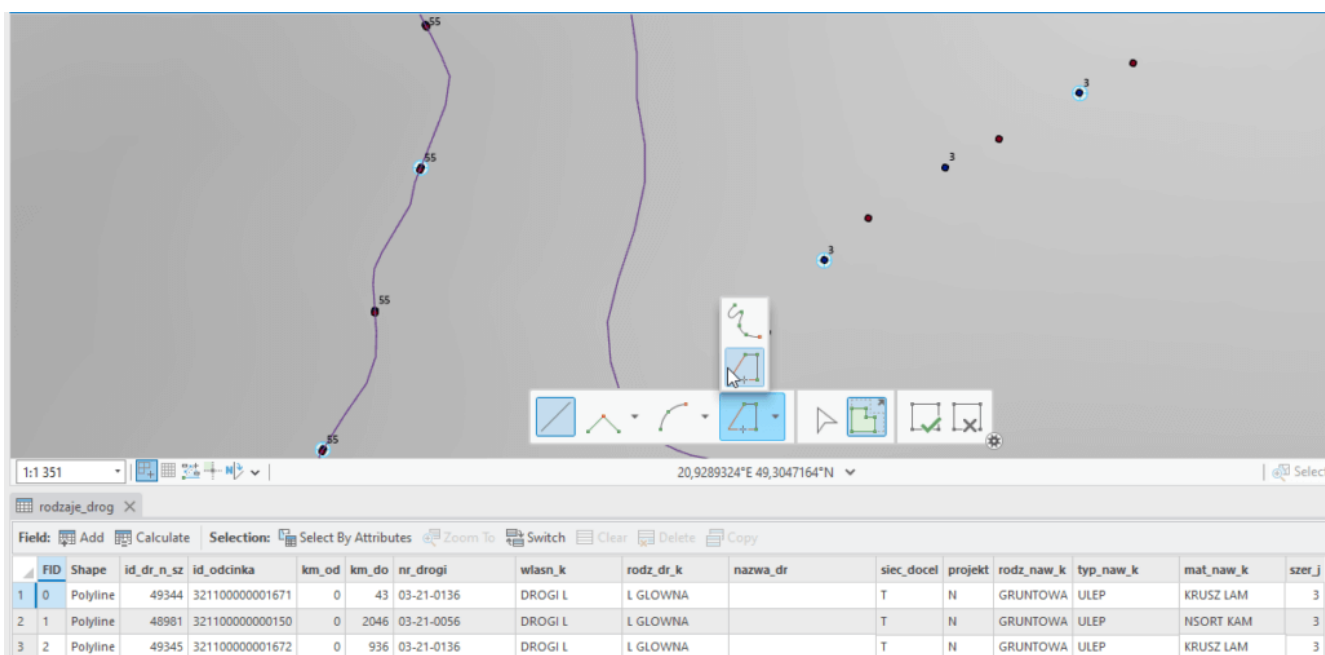 55
3
55
3
3
55
55
1:1 351
20,9289324°E 49,3047164°N
Select
rodzaje_drog
Field: Add Calculate Selection: Select By Attributes Zoom To Switch Clear Delete Copy
FID Shape id_dr_n_sz id_odcinka km_od km_do nr_drogi wlasn_k rodz_dr_k nazwa_dr siec_docel projekt rodz_naw_k typ_naw_k mat_naw_k szer_j
1 0 Polyline 49344 321100000001671 0 43 03-21-0136 DROGI L L GLOWNA T N GRUNTOWA ULEP KRUSZ LAM 3
2 1 Polyline 48981 321100000000150 0 2046 03-21-0056 DROGI L L GLOWNA T N GRUNTOWA ULEP NSORT KAM 3
3 2 Polyline 49345 321100000001672 0 936 03-21-0136 DROGI L L GLOWNA T N GRUNTOWA ULEP KRUSZ LAM 3